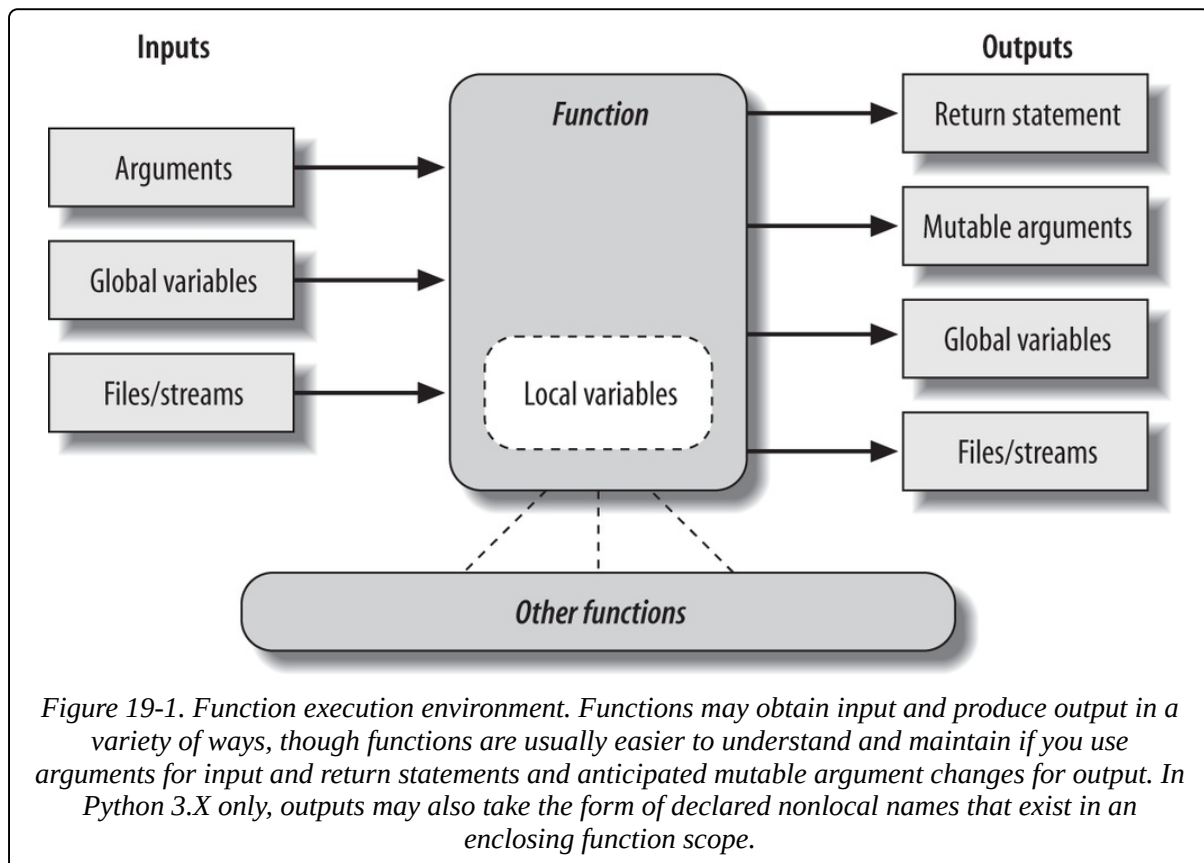 Inputs
Outputs
Function
Return statement
Arguments
Mutable arguments
Global variables
Global variables
Files/streams
Local variables
Files/streams
Other functions
Figure 19-1. Function execution environment. Functions may obtain input and produce output in a
variety of ways, though functions are usually easier to understand and maintain if you use
arguments for input and return statements and anticipated mutable argument changes for output. In
Python 3.X only, outputs may also take the form of declared nonlocal names that exist in an
enclosing function scope.